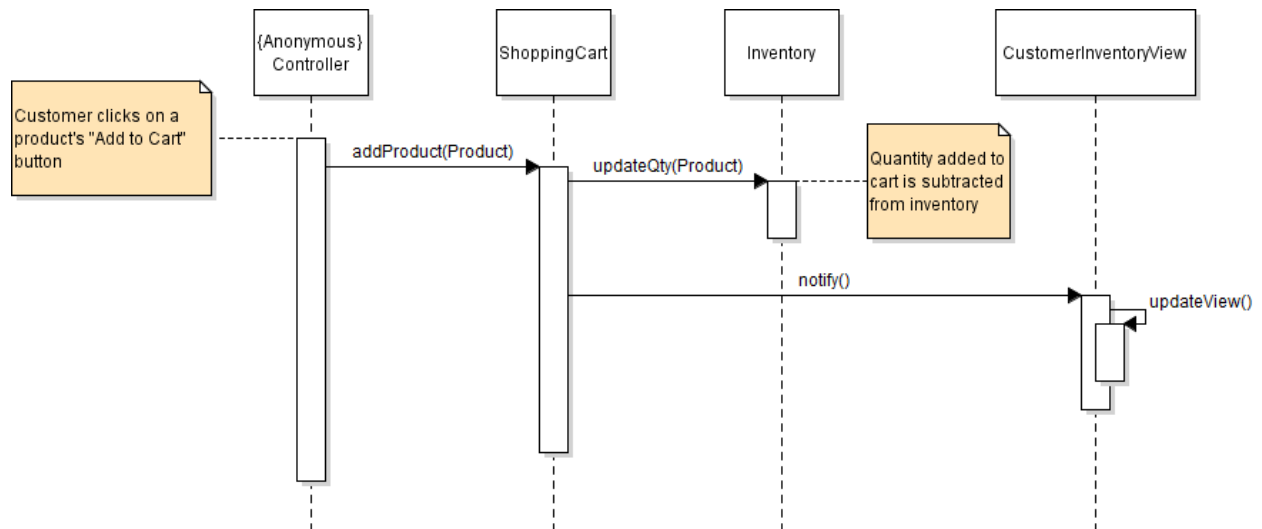 {Anonymous}
Controller
ShoppingCart
Inventory
CustomerInventoryView
Customer clicks on a
product's "Add to Cart"
button
addProduct(Product)
updateQty(Product)
Quantity added to
cart is subtracted
from inventory
notify()
updateView()